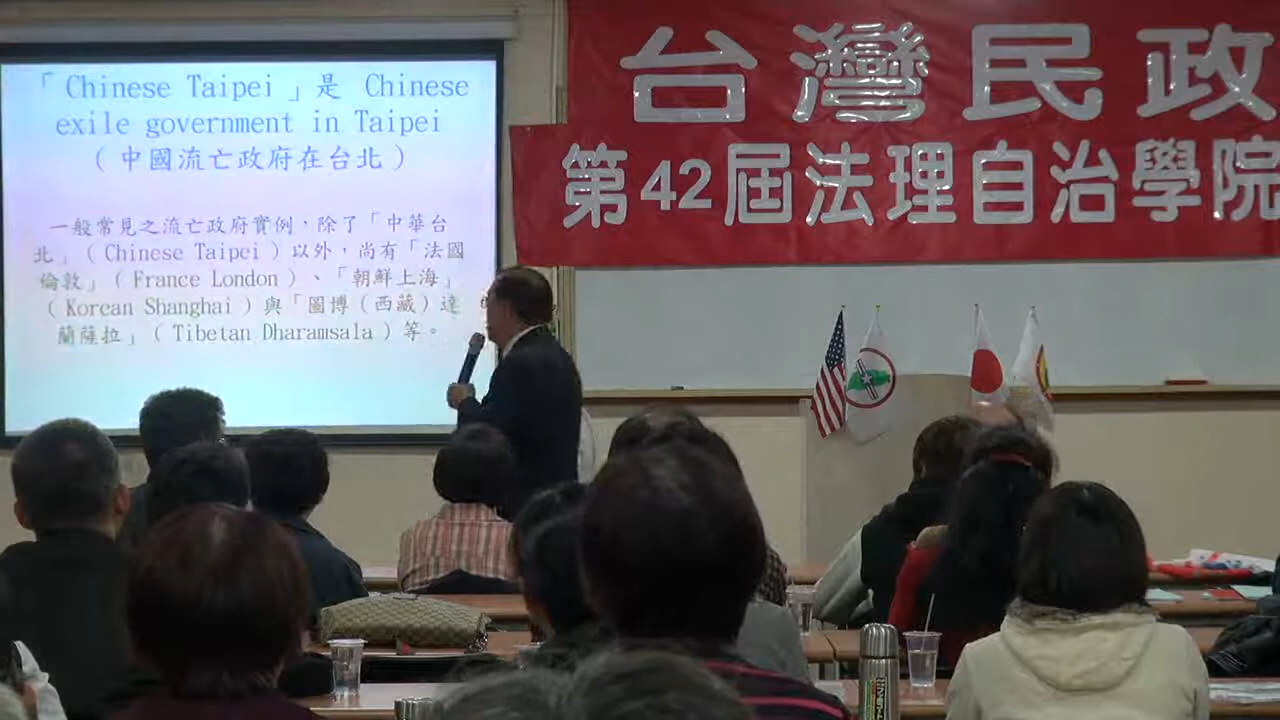 「 Chinese Taipei 」是 Chinese
exile government in Taipei
( 中國流亡政府在台北 )
一般常見之流亡政府實例，除了「中華台
北」( Chinese Taipei ) 以外，尚有「法國
倫敦」( France London ) 、「朝鮮上海」
( Korean Shanghai ) 與「圖博（西藏）達
蘭薩拉」( Tibetan Dharamsala ) 等。
台灣民政
第42屆法理自治學院